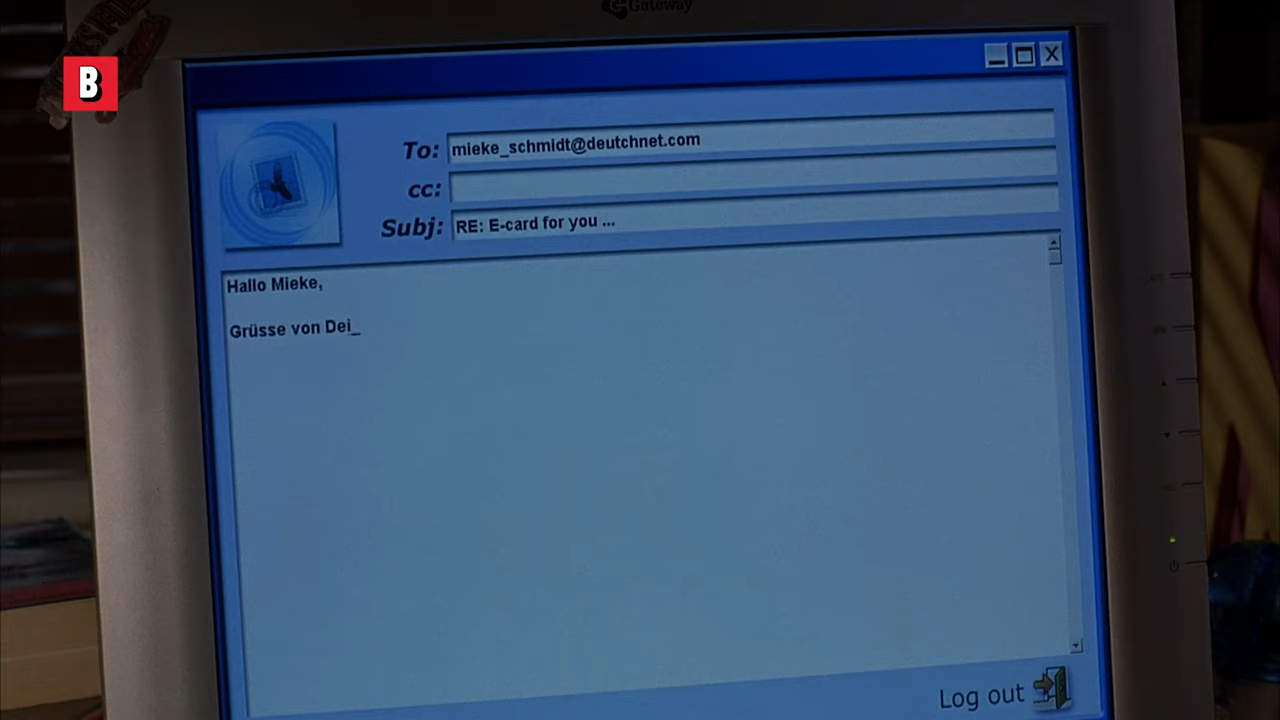 Gateway
B
To: mieke_schmidt@deutchnet.com
cc:
Subj: RE: E-card for you ...
Hallo Mieke,
Grüsse von Dei_
Log out